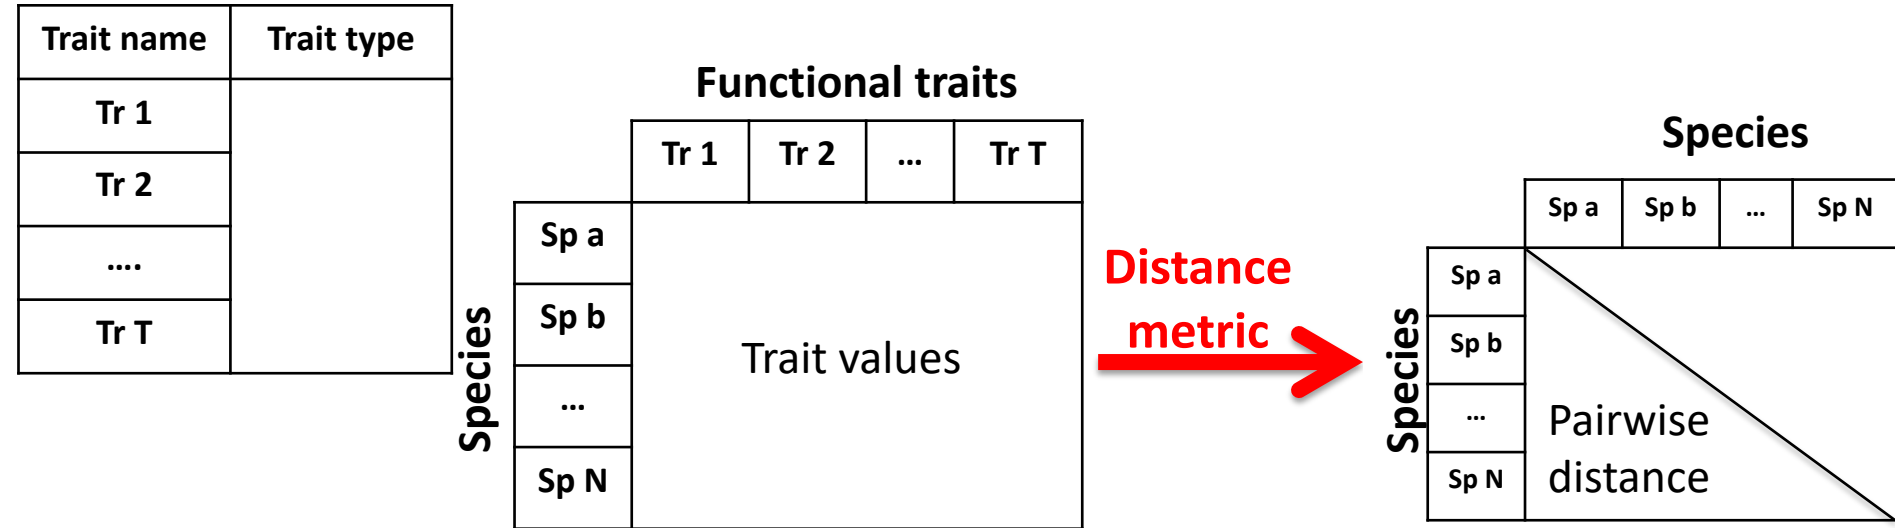 Trait name Trait type
Tr 1
Tr 2
....
Tr T
Functional traits
Tr 1 Tr 2 ... Tr T
Species
Sp a
Sp b
...
Sp N
Trait values
Distance
metric
Species
Sp a Sp b ... Sp N
Species
Sp a
Sp b
...
Sp N
Pairwise
distance